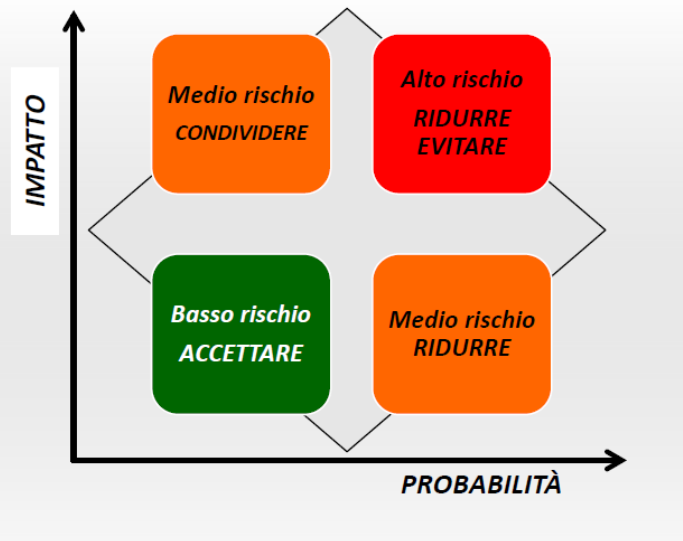 IMPATTO
Medio rischio
CONDIVIDERE
Alto rischio
RIDURRE
EVITARE
Basso rischio
ACCETTARE
Medio rischio
RIDURRE
PROBABILITÀ